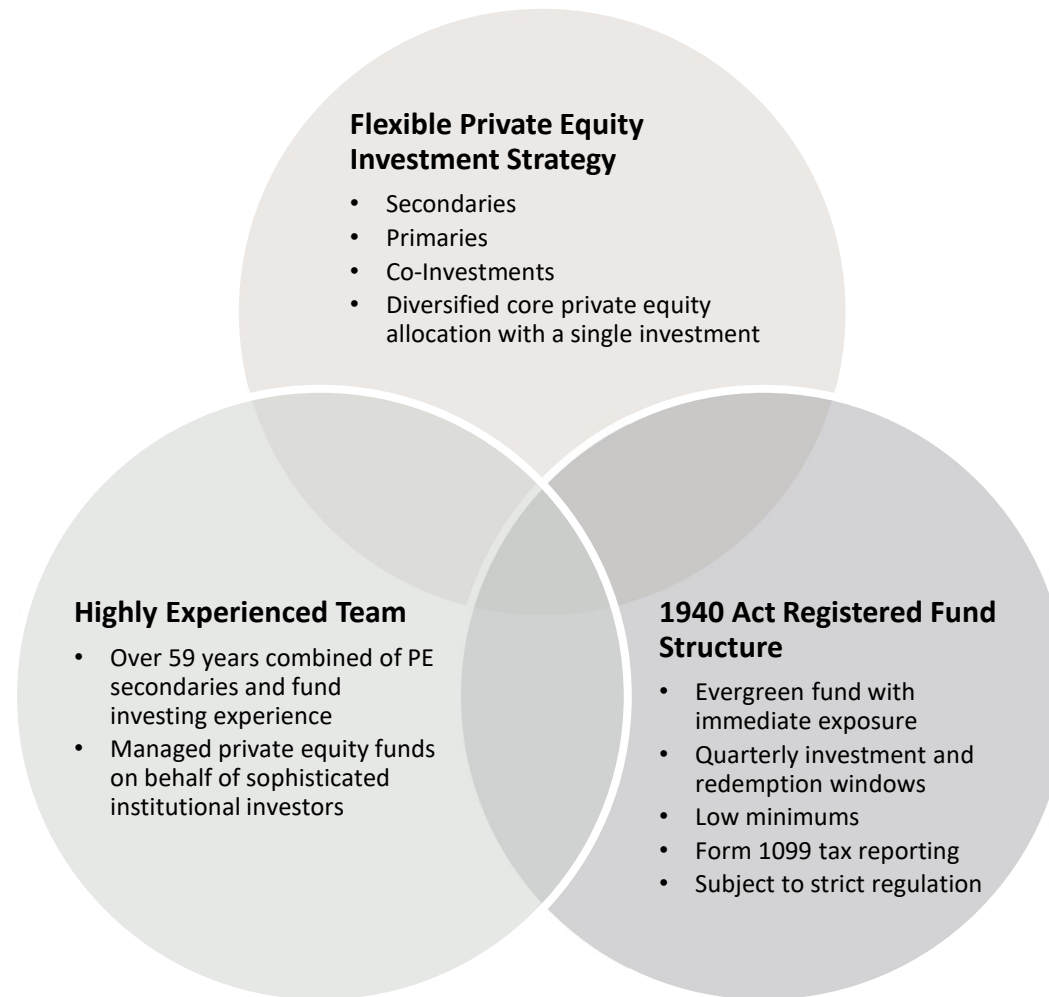 Flexible Private Equity
Investment Strategy
• Secondaries
• Primaries
• Co-Investments
• Diversified core private equity
allocation with a single investment
Highly Experienced Team
• Over 59 years combined of PE
secondaries and fund
investing experience
• Managed private equity funds
on behalf of sophisticated
institutional investors
1940 Act Registered Fund
Structure
• Evergreen fund with
immediate exposure
• Quarterly investment and
redemption windows
• Low minimums
• Form 1099 tax reporting
• Subject to strict regulation